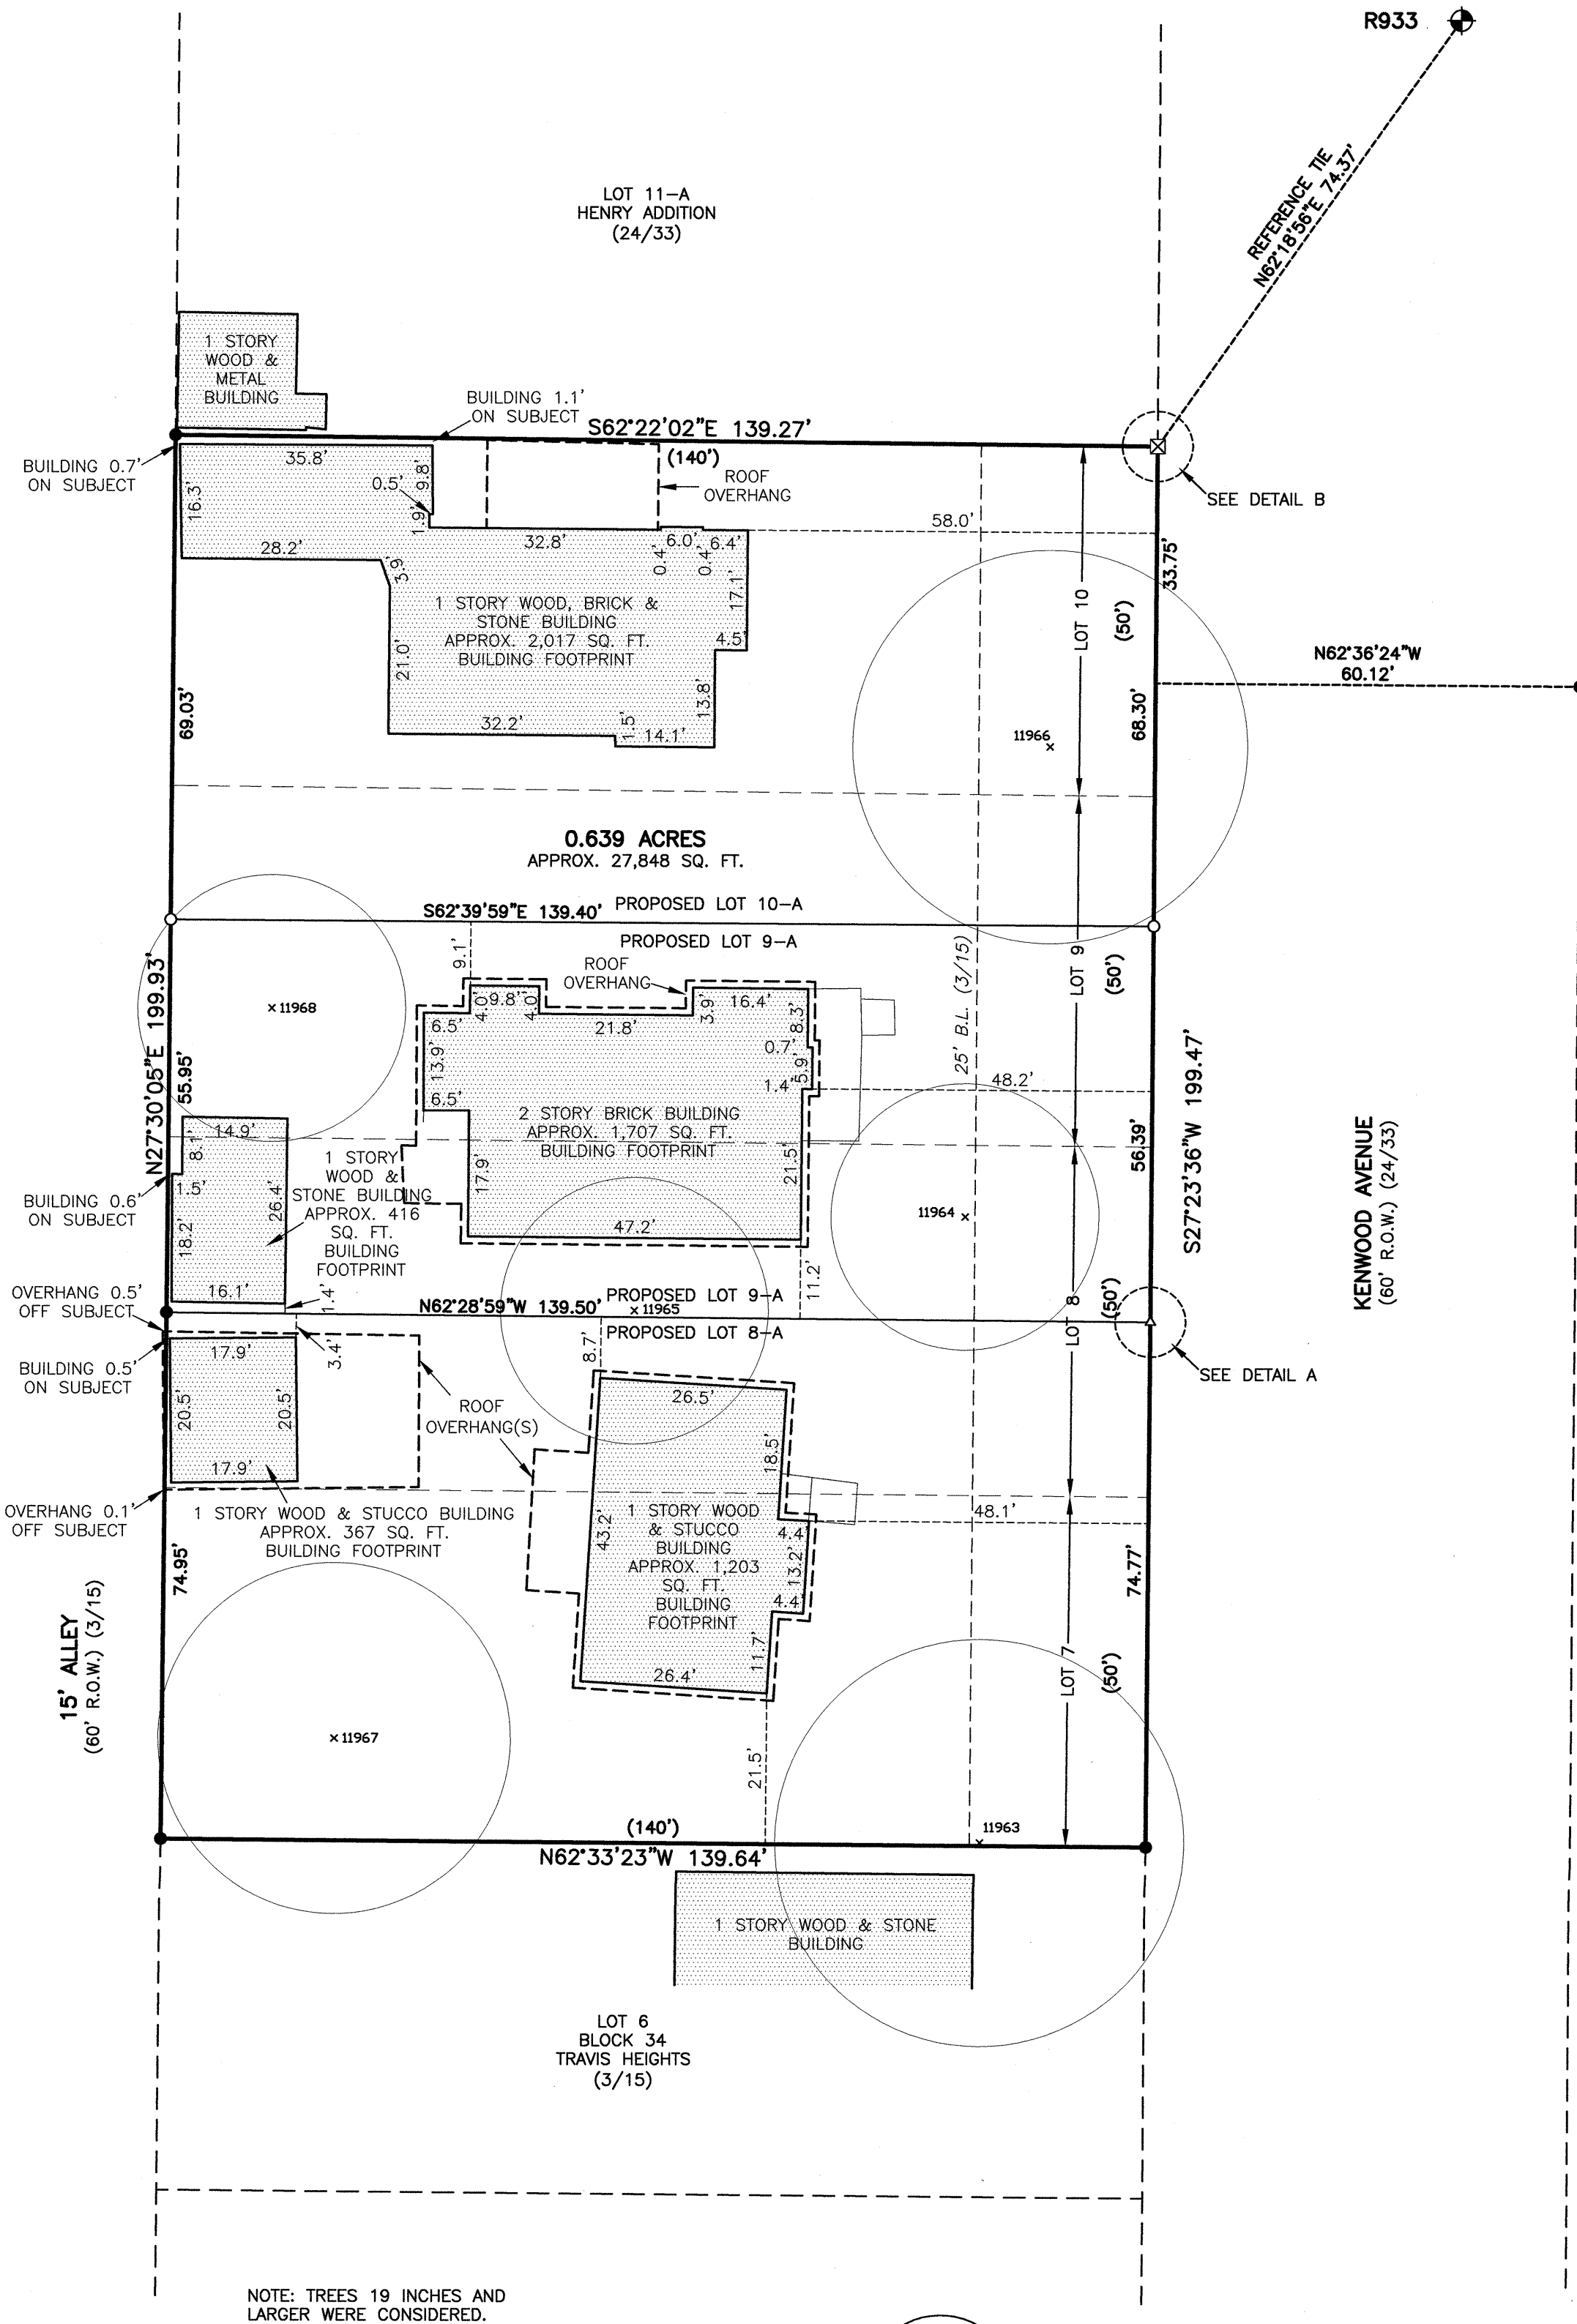 R933
REFERENCE TIE
N62°18'56"E 74.37'
LOT 11-A
HENRY ADDITION
(24/33)
1 STORY
WOOD &
METAL
BUILDING
BUILDING 1.1'
ON SUBJECT
S62°22'02"E 139.27'
(140')
BUILDING 0.7'
ON SUBJECT
35.8'
9.8'
0.5'
1.9'
16.3'
28.2'
3.9'
ROOF
OVERHANG
SEE DETAIL B
58.0'
32.8'
0.4'
6.0'
0.4'
6.4'
17.1'
4.5'
33.75'
1 STORY WOOD, BRICK &
STONE BUILDING
APPROX. 2,017 SQ. FT.
BUILDING FOOTPRINT
21.0'
13.8'
32.2'
1.5'
14.1'
LOT 10
(50')
N62°36'24"W
60.12'
69.03'
68.30'
11966
0.639 ACRES
APPROX. 27,848 SQ. FT.
S62°39'59"E 139.40'
PROPOSED LOT 10-A
PROPOSED LOT 9-A
9.1'
ROOF
OVERHANG
25' B.L. (3/15)
LOT 9
(50')
N27°30'05"E 199.93'
55.95'
11968
4.0'
9.8'
4.0'
6.5'
21.8'
3.9'
16.4'
8.3'
13.9'
0.7'
5.9'
1.4'
6.5'
48.2'
2 STORY BRICK BUILDING
APPROX. 1,707 SQ. FT.
BUILDING FOOTPRINT
17.9'
21.5'
47.2'
56.39'
S27°23'36"W 199.47'
KENWOOD AVENUE
(60' R.O.W.) (24/33)
14.9'
8.1'
1.5'
26.4'
18.2'
16.1'
1 STORY
WOOD &
STONE BUILDING
APPROX. 416
SQ. FT.
BUILDING
FOOTPRINT
BUILDING 0.6'
ON SUBJECT
11964
11.2'
1.4'
OVERHANG 0.5'
OFF SUBJECT
N62°28'59"W 139.50'
PROPOSED LOT 9-A
11965
PROPOSED LOT 8-A
LOT 8
(50')
SEE DETAIL A
BUILDING 0.5'
ON SUBJECT
17.9'
3.4'
8.7'
20.5'
20.5'
17.9'
ROOF
OVERHANG(S)
26.5'
18.5'
OVERHANG 0.1'
OFF SUBJECT
1 STORY WOOD & STUCCO BUILDING
APPROX. 367 SQ. FT.
BUILDING FOOTPRINT
43.2'
1 STORY WOOD
& STUCCO
BUILDING
APPROX. 1,203
SQ. FT.
BUILDING
FOOTPRINT
4.4'
13.2'
4.4'
11.7'
26.4'
48.1'
74.95'
74.77'
LOT 7
(50')
15' ALLEY
(60' R.O.W.) (3/15)
11967
21.5'
(140')
N62°33'23"W 139.64'
11963
1 STORY WOOD & STONE
BUILDING
LOT 6
BLOCK 34
TRAVIS HEIGHTS
(3/15)
NOTE: TREES 19 INCHES AND
LARGER WERE CONSIDERED.